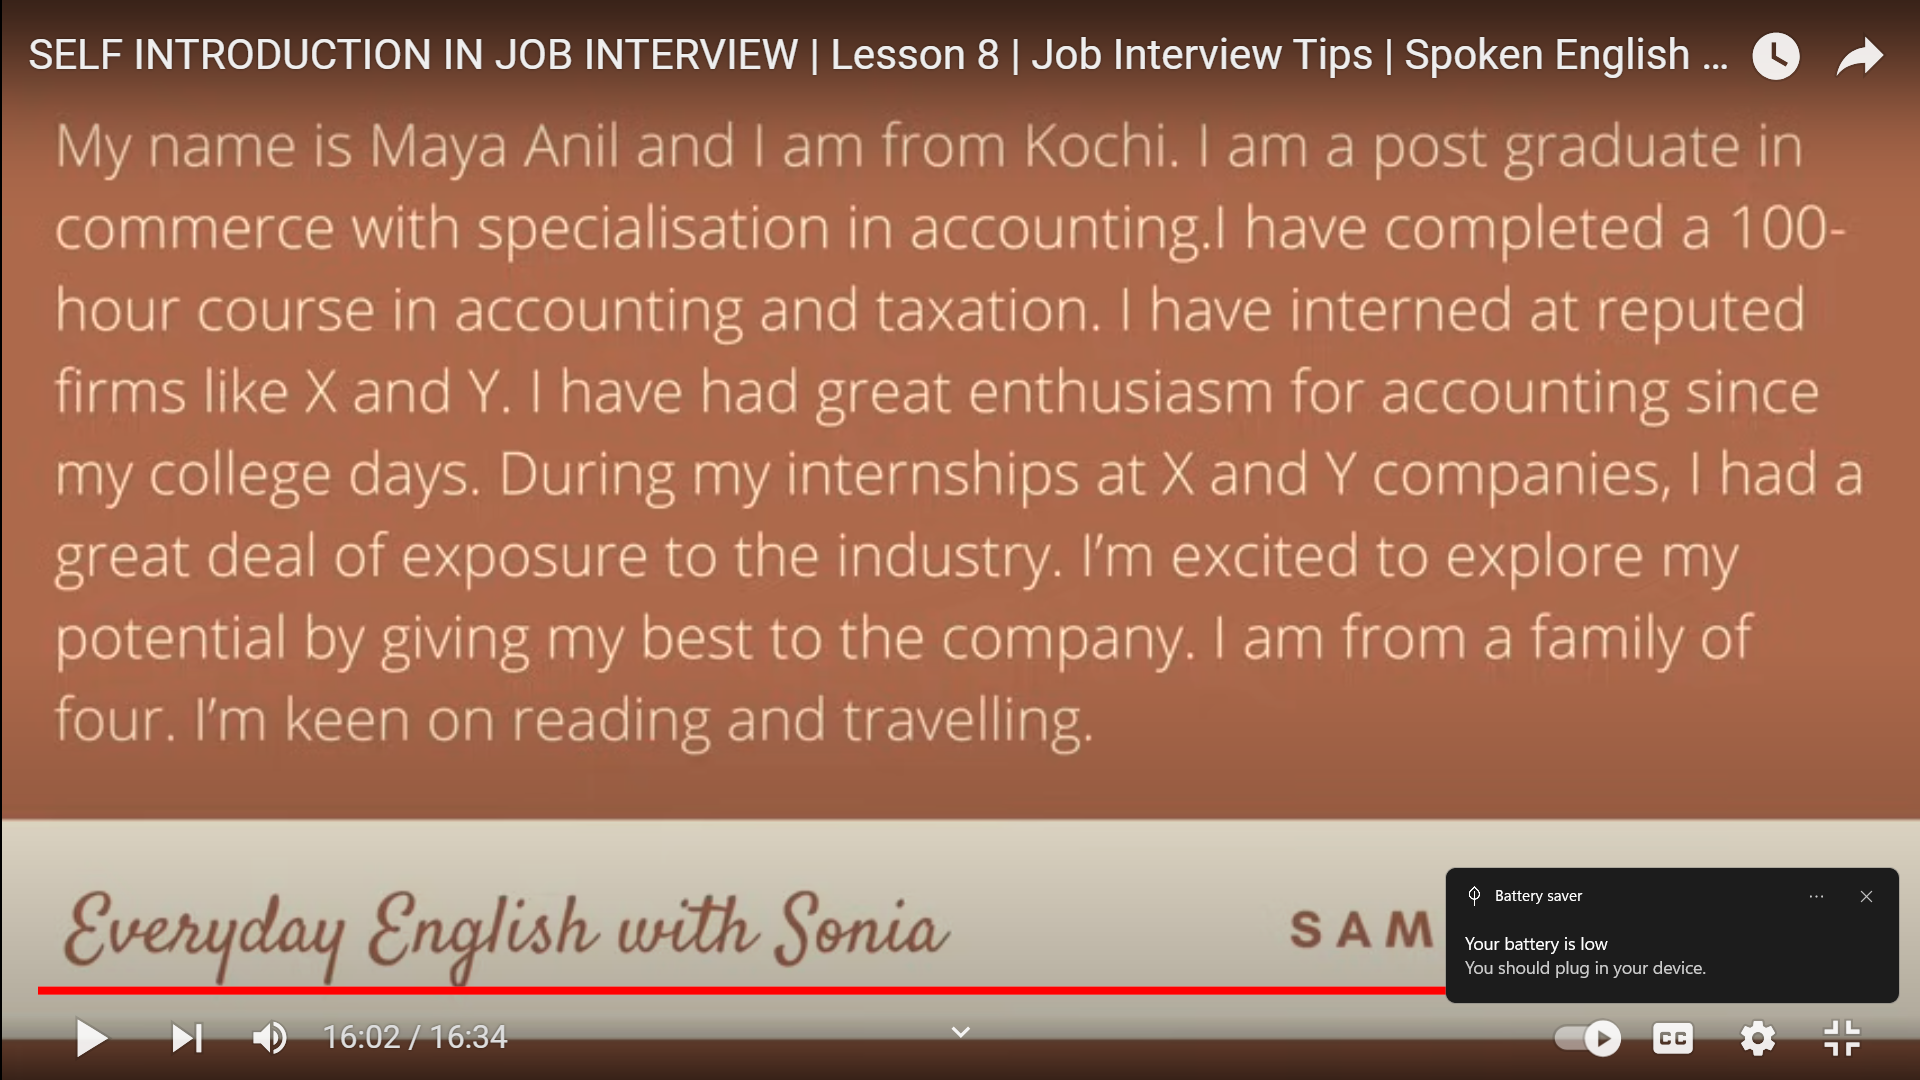 SELF INTRODUCTION IN JOB INTERVIEW | Lesson 8 | Job Interview Tips | Spoken English ...
My name is Maya Anil and I am from Kochi. I am a post graduate in
commerce with specialisation in accounting.I have completed a 100-
hour course in accounting and taxation. I have interned at reputed
firms like X and Y. I have had great enthusiasm for accounting since
my college days. During my internships at X and Y companies, I had a
great deal of exposure to the industry. I'm excited to explore my
potential by giving my best to the company. I am from a family of
four. I'm keen on reading and travelling.
Everyday English with Sonia
SAM
Battery saver
Your battery is low
You should plug in your device.
16:02 / 16:34
CC